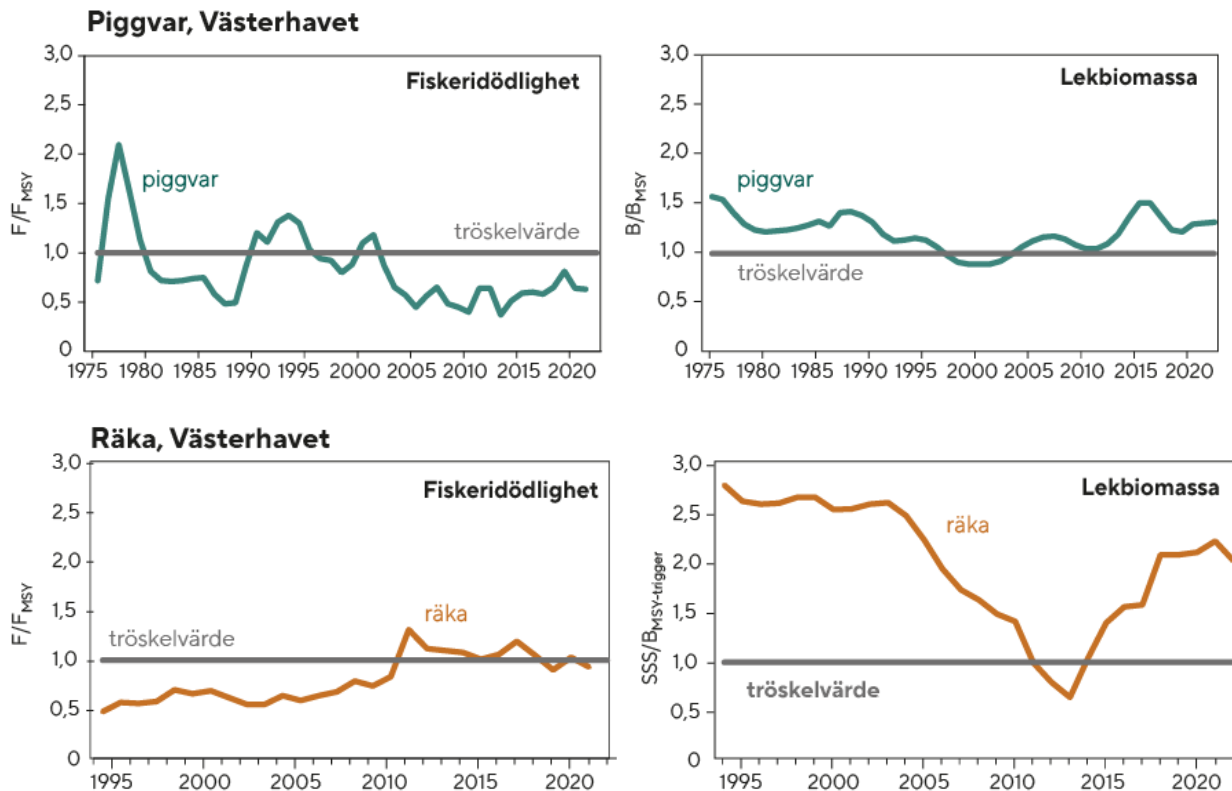 Piggvar, Västerhavet
Fiskeridödlighet
F/FMSY
3,0
2,5
2,0
1,5
1,0
0,5
0
piggvar
tröskelvärde
1975 1980 1985 1990 1995 2000 2005 2010 2015 2020
Lekbiomassa
B/BMSY
3,0
2,5
2,0
1,5
1,0
0,5
0
piggvar
tröskelvärde
1975 1980 1985 1990 1995 2000 2005 2010 2015 2020
Räka, Västerhavet
Fiskeridödlighet
F/FMSY
3,0
2,5
2,0
1,5
1,0
0,5
0
räka
tröskelvärde
1995 2000 2005 2010 2015 2020
Lekbiomassa
SSS/BMSY-trigger
3,0
2,5
2,0
1,5
1,0
0,5
0
räka
tröskelvärde
1995 2000 2005 2010 2015 2020